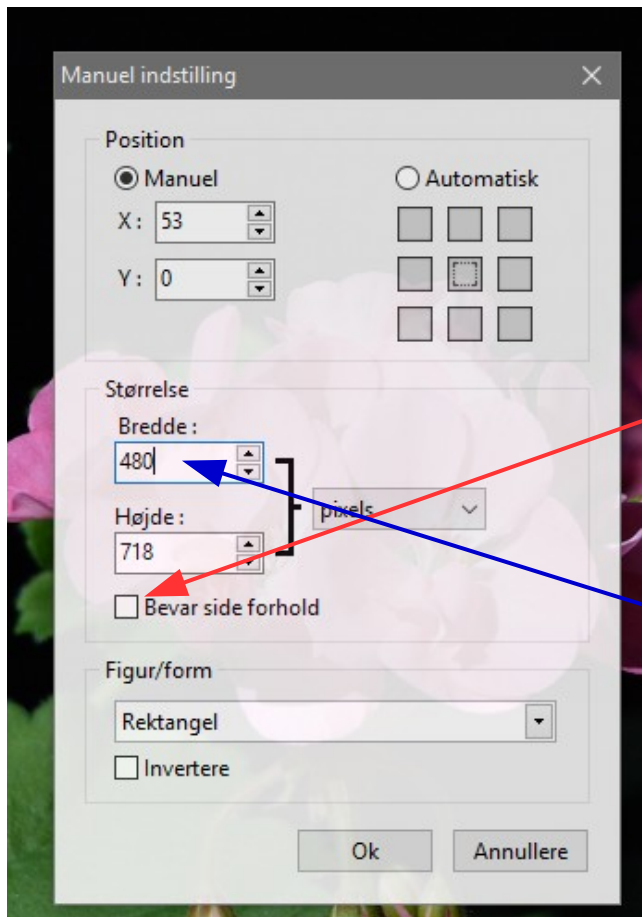 Manuel indstilling
Position
Manuel
Automatisk
X: 53
Y: 0
Størrelse
Bredde:
480
pixels
Højde:
718
Bevar side forhold
Figur/form
Rektangel
Invertere
Ok
Annullere